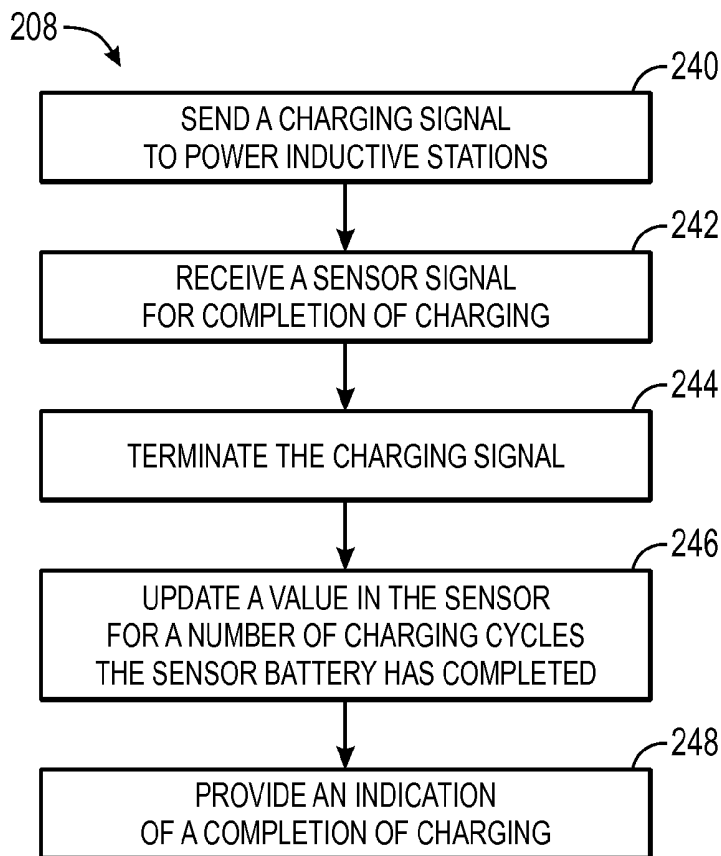 208
240
SEND A CHARGING SIGNAL
TO POWER INDUCTIVE STATIONS
242
RECEIVE A SENSOR SIGNAL
FOR COMPLETION OF CHARGING
244
TERMINATE THE CHARGING SIGNAL
246
UPDATE A VALUE IN THE SENSOR
FOR A NUMBER OF CHARGING CYCLES
THE SENSOR BATTERY HAS COMPLETED
248
PROVIDE AN INDICATION
OF A COMPLETION OF CHARGING